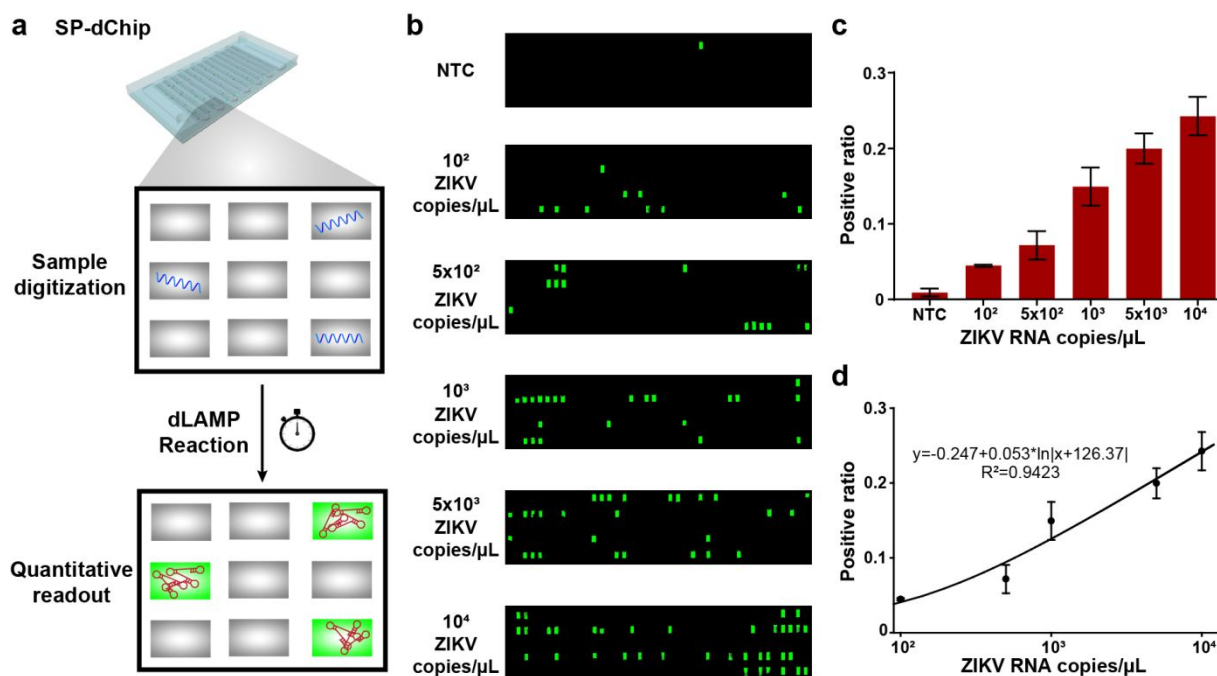 a
SP-dChip
Sample
digitization
dLAMP
Reaction
Quantitative
readout
b
NTC
10²
ZIKV
copies/µL
5x10²
ZIKV
copies/µL
10³
ZIKV
copies/µL
5x10³
ZIKV
copies/µL
10⁴
ZIKV
copies/µL
c
Positive ratio
0.3
0.2
0.1
0
NTC 10² 5x10² 10³ 5x10³ 10⁴
ZIKV RNA copies/µL
d
Positive ratio
0.3
0.2
0.1
0
y=-0.247+0.053*ln|x+126.37|
R²=0.9423
10² 10³ 10⁴
ZIKV RNA copies/µL